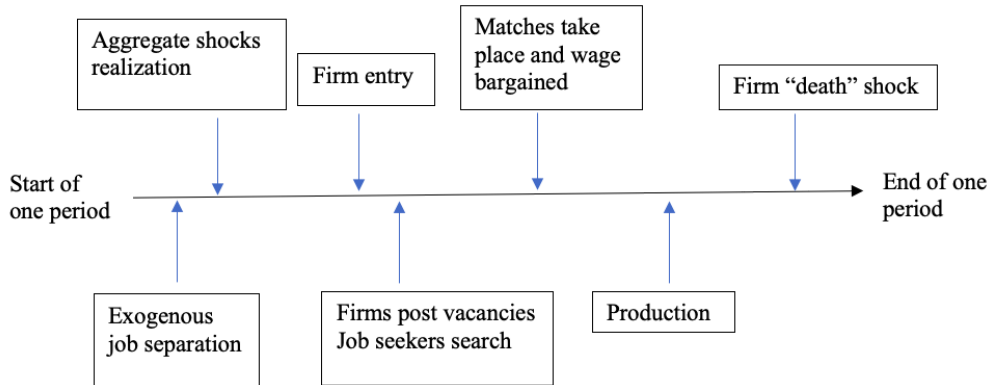 Aggregate shocks
realization
Firm entry
Matches take
place and wage
bargained
Firm “death” shock
Start of
one period
End of one
period
Exogenous
job separation
Firms post vacancies
Job seekers search
Production